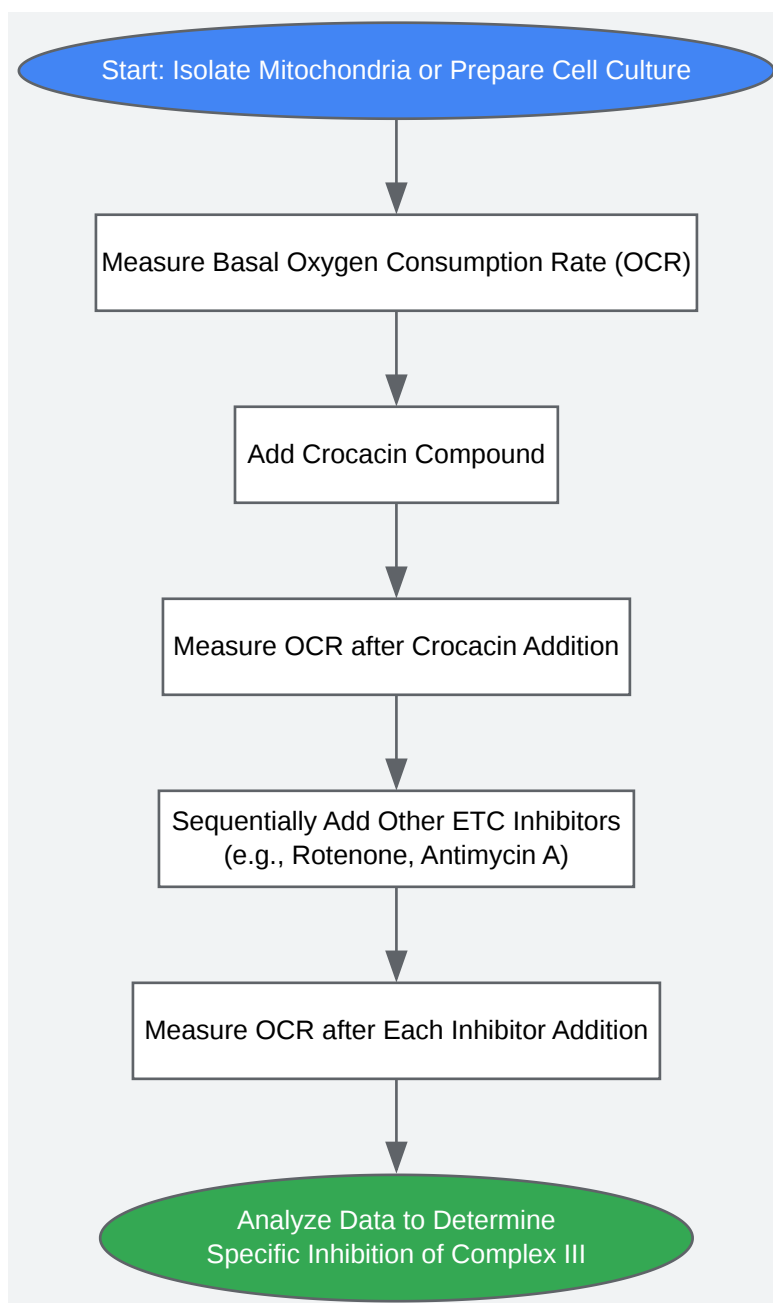 Start: Isolate Mitochondria or Prepare Cell Culture
Measure Basal Oxygen Consumption Rate (OCR)
Add Crocacin Compound
Measure OCR after Crocacin Addition
Sequentially Add Other ETC Inhibitors
(e.g., Rotenone, Antimycin A)
Measure OCR after Each Inhibitor Addition
Analyze Data to Determine
Specific Inhibition of Complex III